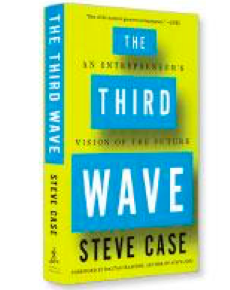 THE
AN ENTREPRENEUR'S
THIRD
VISION OF THE FUTURE
WAVE
STEVE CASE
THE THIRD WAVE
STEVE CASE